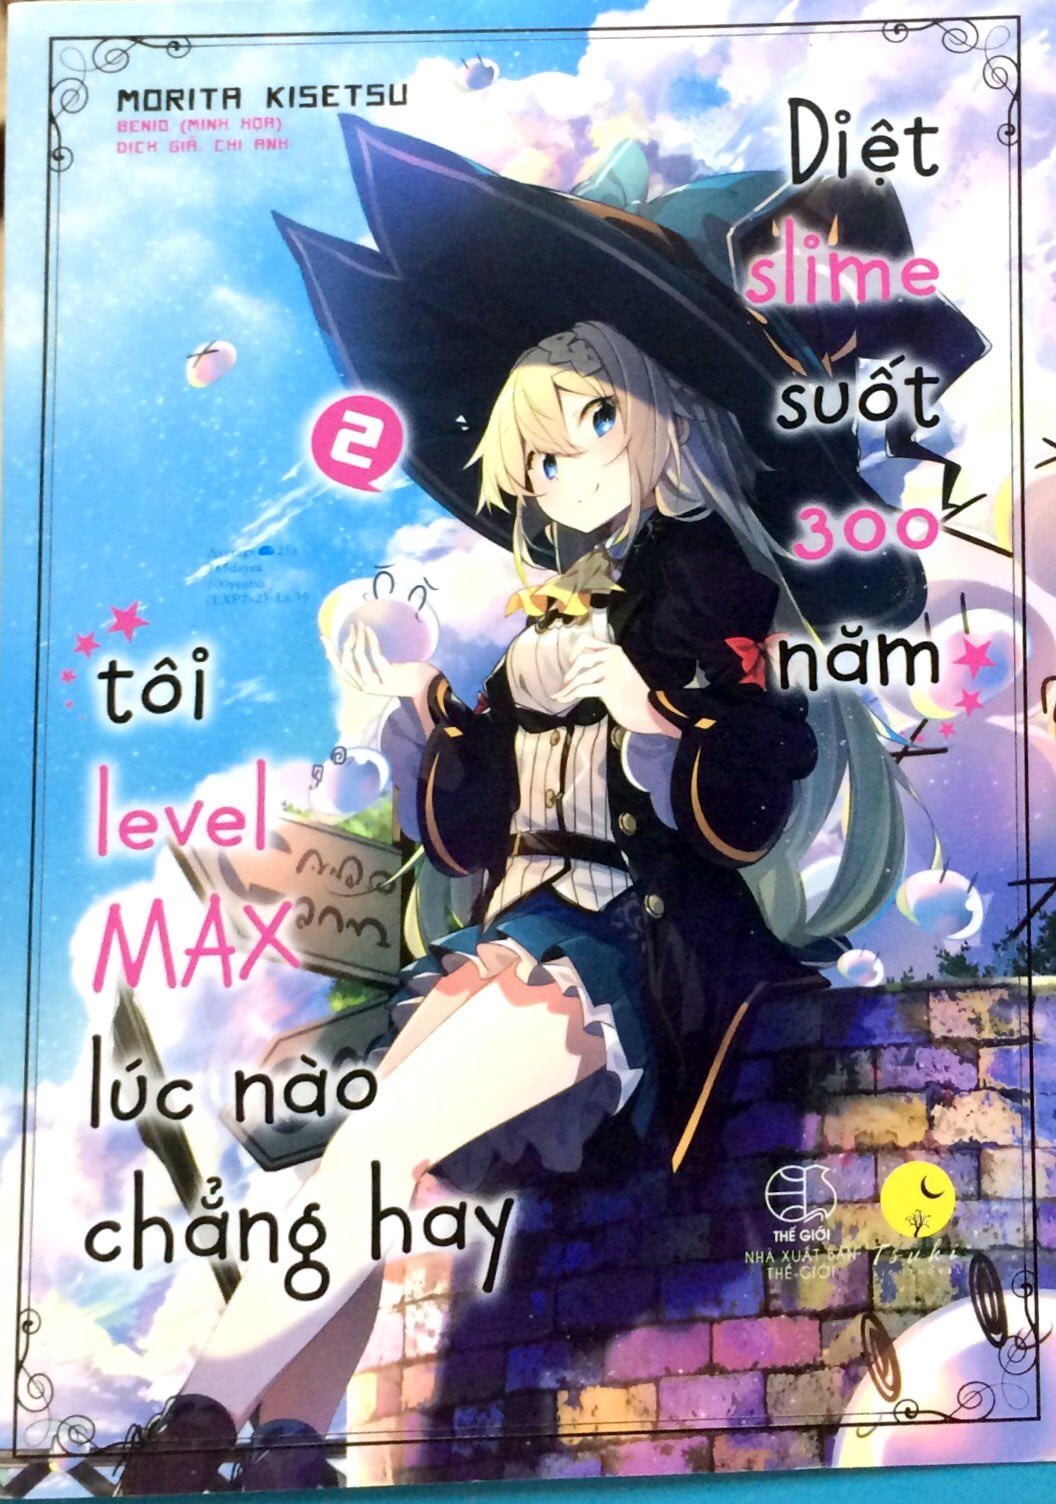 MORITA KISETSU
BENIO (MINH HỌA)
DỊCH GIẢ: CHI ANH
Diệt
slime
suốt
300
năm
2
tôi
level
MAX
lúc nào
chẳng hay
THẾ GIỚI
NHÀ XUẤT BẢN
THẾ GIỚI
Tsuki